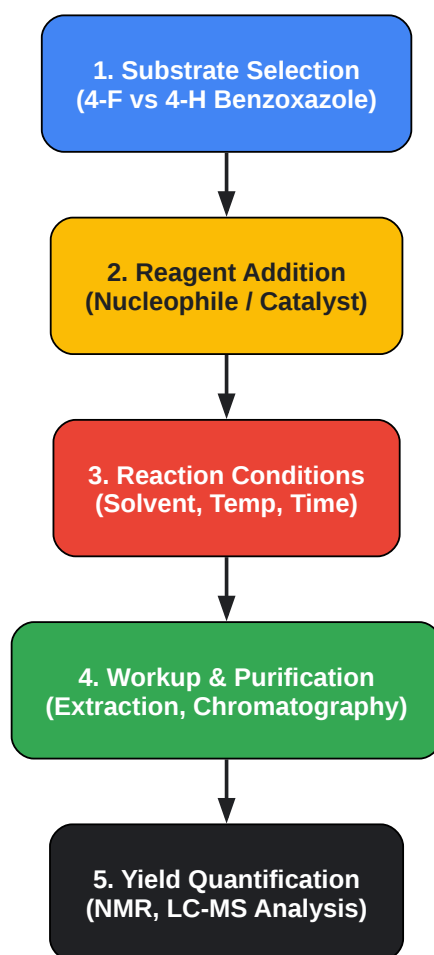 1. Substrate Selection
(4-F vs 4-H Benzoxazole)
2. Reagent Addition
(Nucleophile / Catalyst)
3. Reaction Conditions
(Solvent, Temp, Time)
4. Workup & Purification
(Extraction, Chromatography)
5. Yield Quantification
(NMR, LC-MS Analysis)